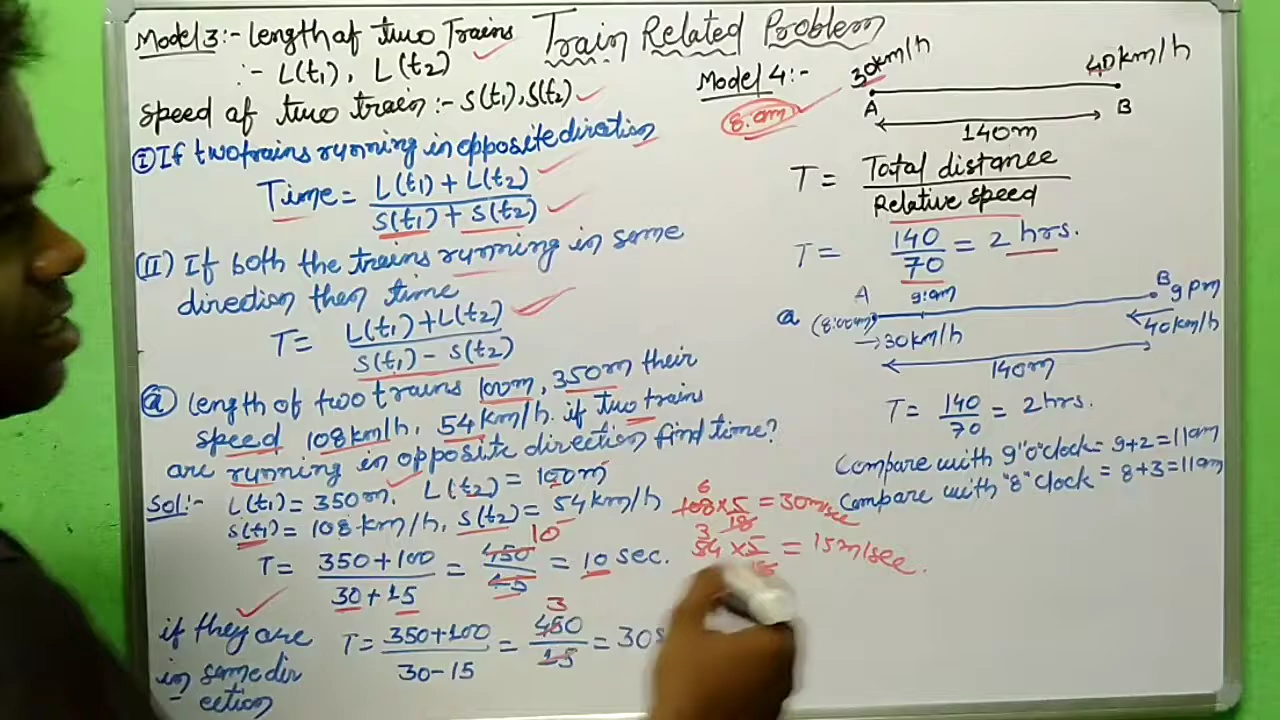 Train Related Problem
Model 3:- Length of two Trains
:- L(t1), L(t2)
speed of two train:- s(t1), s(t2)
(I) If two trains running in opposite direction
Time = L(t1) + L(t2) / s(t1) + s(t2)
(II) If both the trains running in same
direction then time
T = L(t1) + L(t2) / s(t1) - s(t2)
(a) length of two trains 100m, 350m their
speed 108km/h, 54km/h. if two trains
are running in opposite direction find time?
Sol:- L(t1) = 350m, L(t2) = 100m
s(t1) = 108km/h, s(t2) = 54km/h
T = 350+100 / 30+15 = 450 / 45 = 10 sec.
10
if they are
in same dir
-ection
T = 350+100 / 30-15 = 450 / 15 = 30s
3
6
108 × 5 / 18 = 30m/sec
3
54 × 5 / 18 = 15m/sec.
Model 4:-
8:am
30km/h 40km/h
A B
140m
T = Total distance / Relative speed
T = 140 / 70 = 2 hrs.
A 9:am B 9pm
a (8:00am)
→30km/h 40km/h
140m
T = 140 / 70 = 2hrs.
Compare with 9"o"clock = 9+2 = 11am
Compare with "8" clock = 8+3 = 11am